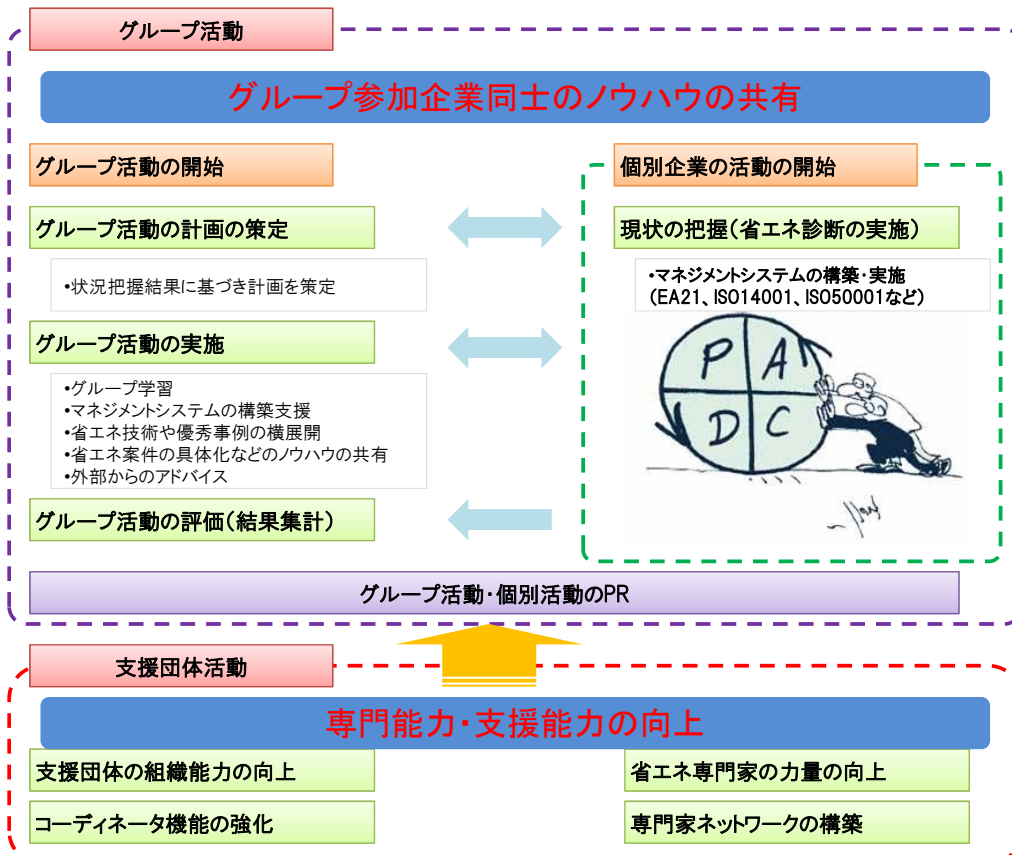 グループ活動
グループ参加企業同士のノウハウの共有
グループ活動の開始
グループ活動の計画の策定
・状況把握結果に基づき計画を策定
グループ活動の実施
・グループ学習
・マネジメントシステムの構築支援
・省エネ技術や優秀事例の横展開
・省エネ案件の具体化などのノウハウの共有
・外部からのアドバイス
グループ活動の評価(結果集計)
個別企業の活動の開始
現状の把握(省エネ診断の実施)
・マネジメントシステムの構築・実施
(EA21、ISO14001、ISO50001など)
P A
D C
グループ活動・個別活動のPR
支援団体活動
専門能力・支援能力の向上
支援団体の組織能力の向上
省エネ専門家の力量の向上
コーディネータ機能の強化
専門家ネットワークの構築